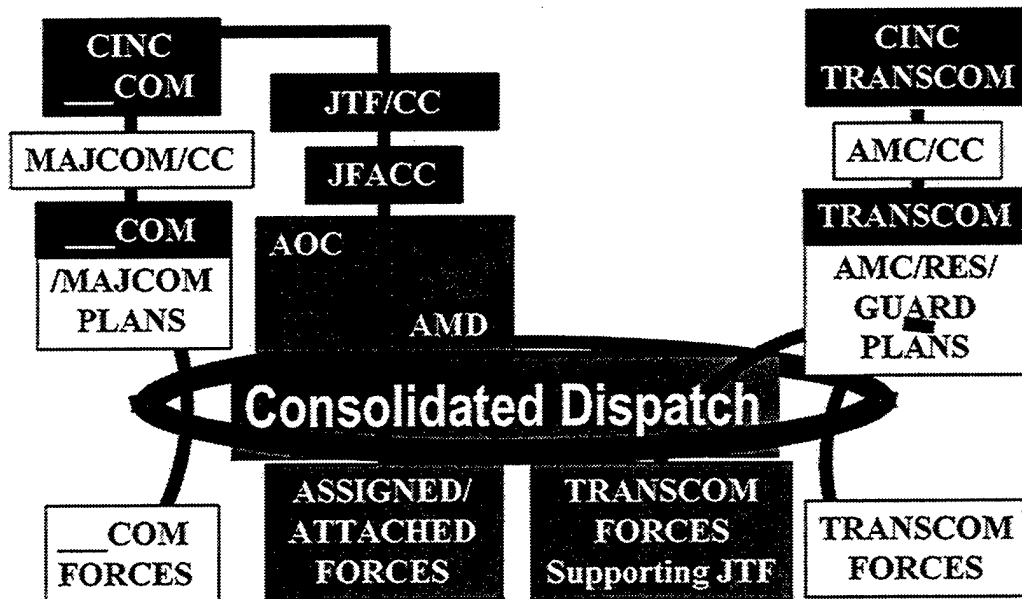 CINC
___COM
MAJCOM/CC
___COM
/MAJCOM
PLANS
JTF/CC
JFACC
AOC
AMD
CINC
TRANSCOM
AMC/CC
TRANSCOM
AMC/RES/
GUARD
PLANS
Consolidated Dispatch
___COM
FORCES
ASSIGNED/
ATTACHED
FORCES
TRANSCOM
FORCES
Supporting JTF
TRANSCOM
FORCES